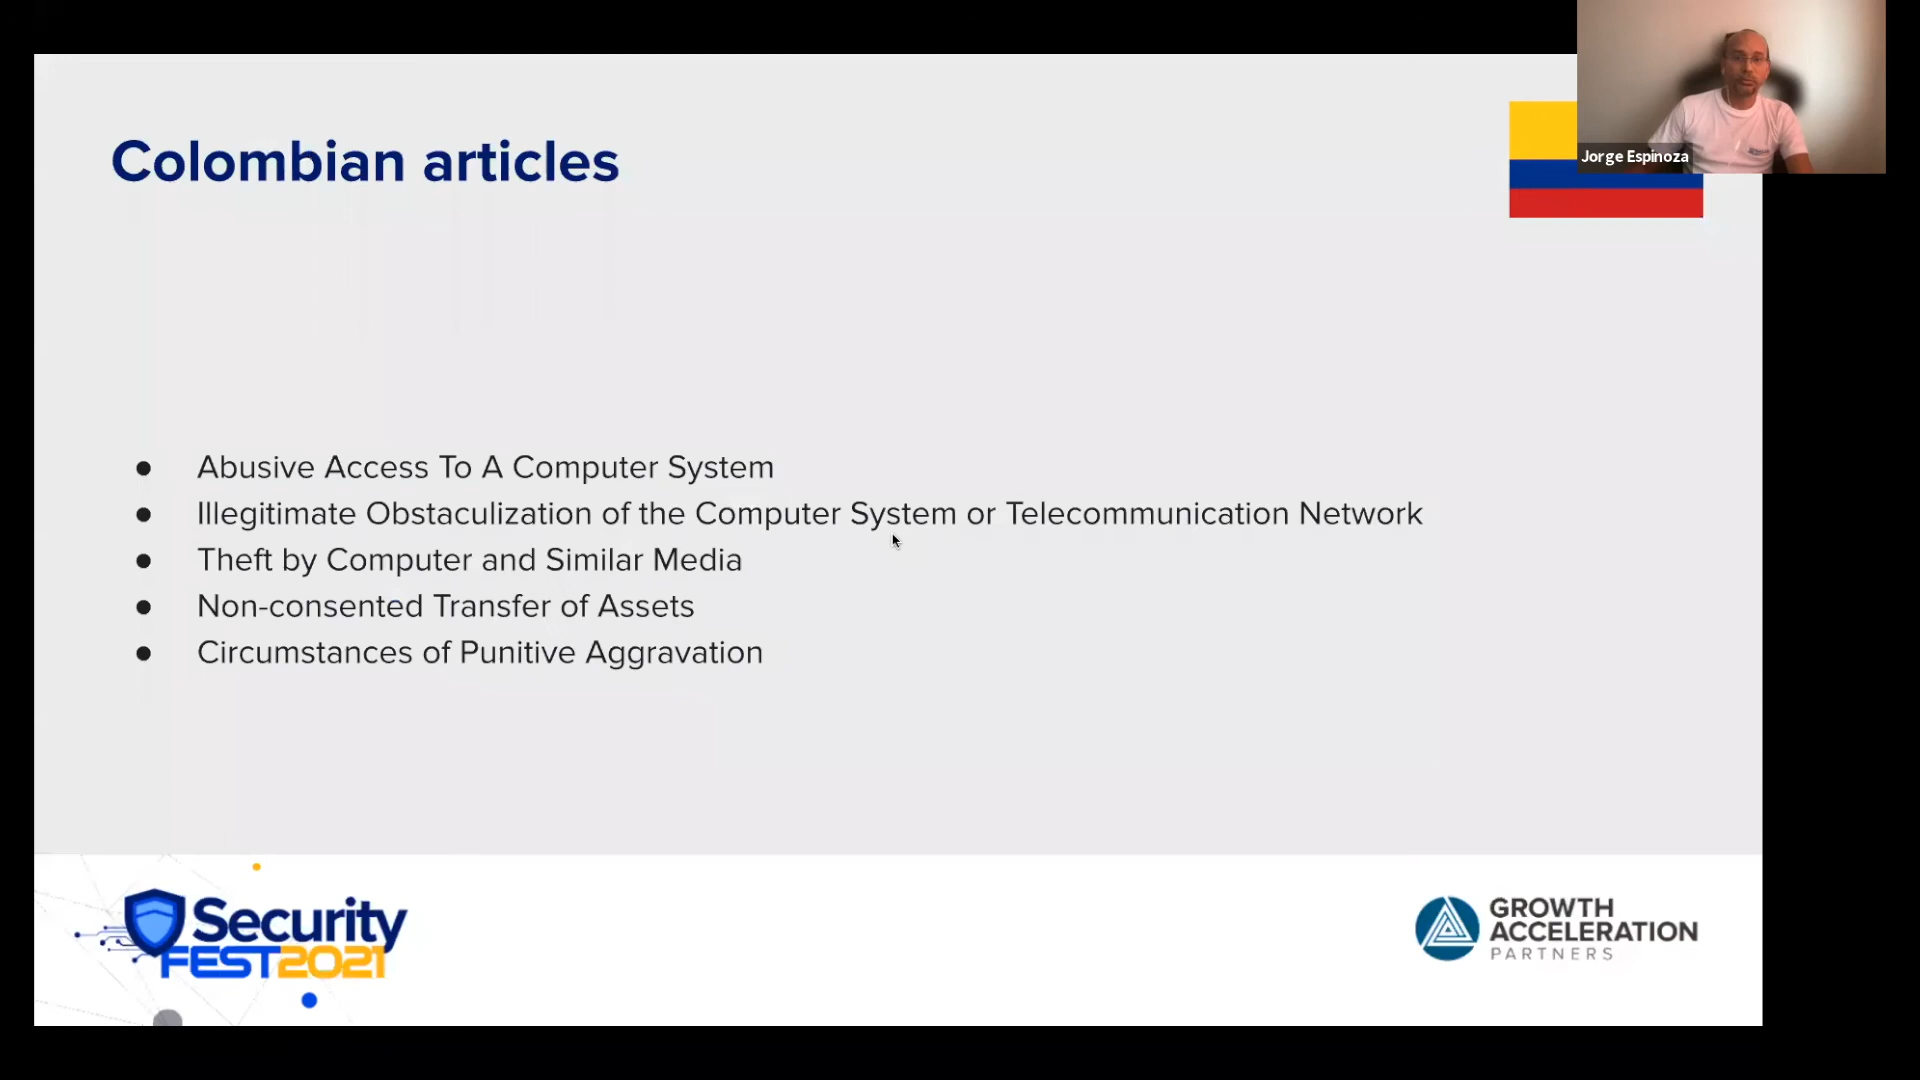 Colombian articles
Jorge Espinoza
● Abusive Access To A Computer System
● Illegitimate Obstaculization of the Computer System or Telecommunication Network
● Theft by Computer and Similar Media
● Non-consented Transfer of Assets
● Circumstances of Punitive Aggravation
Security
FEST2021
GROWTH
ACCELERATION
PARTNERS